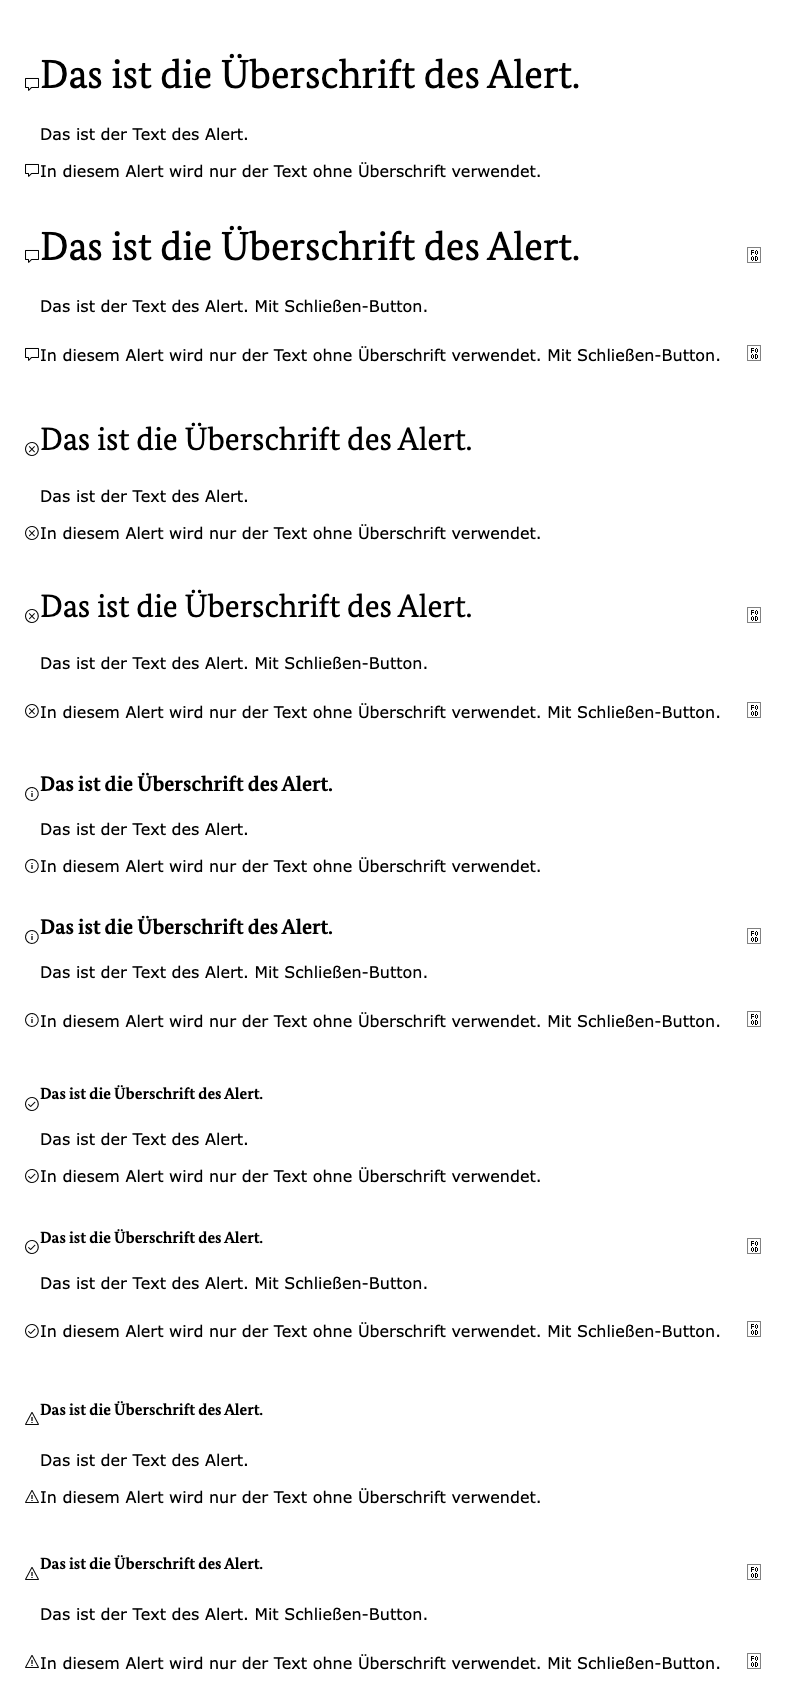 Das ist die Überschrift des Alert.
Das ist der Text des Alert.
In diesem Alert wird nur der Text ohne Überschrift verwendet.
Das ist die Überschrift des Alert.
Das ist der Text des Alert. Mit Schließen-Button.
In diesem Alert wird nur der Text ohne Überschrift verwendet. Mit Schließen-Button.
Das ist die Überschrift des Alert.
Das ist der Text des Alert.
In diesem Alert wird nur der Text ohne Überschrift verwendet.
Das ist die Überschrift des Alert.
Das ist der Text des Alert. Mit Schließen-Button.
In diesem Alert wird nur der Text ohne Überschrift verwendet. Mit Schließen-Button.
Das ist die Überschrift des Alert.
Das ist der Text des Alert.
In diesem Alert wird nur der Text ohne Überschrift verwendet.
Das ist die Überschrift des Alert.
Das ist der Text des Alert. Mit Schließen-Button.
In diesem Alert wird nur der Text ohne Überschrift verwendet. Mit Schließen-Button.
Das ist die Überschrift des Alert.
Das ist der Text des Alert.
In diesem Alert wird nur der Text ohne Überschrift verwendet.
Das ist die Überschrift des Alert.
Das ist der Text des Alert. Mit Schließen-Button.
In diesem Alert wird nur der Text ohne Überschrift verwendet. Mit Schließen-Button.
Das ist die Überschrift des Alert.
Das ist der Text des Alert.
In diesem Alert wird nur der Text ohne Überschrift verwendet.
Das ist die Überschrift des Alert.
Das ist der Text des Alert. Mit Schließen-Button.
In diesem Alert wird nur der Text ohne Überschrift verwendet. Mit Schließen-Button.